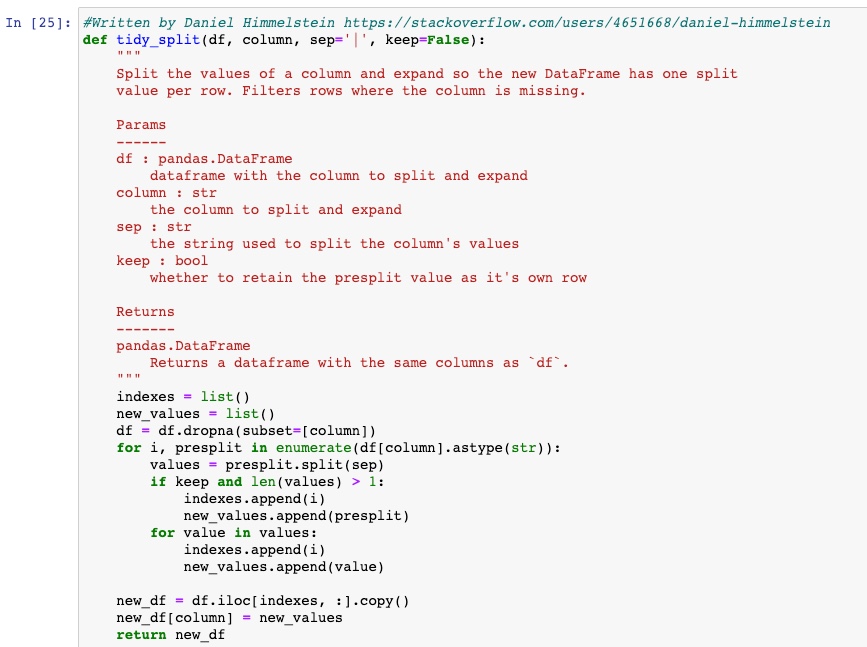 In [25]: #Written by Daniel Himmelstein https://stackoverflow.com/users/4651668/daniel-himmelstein
def tidy_split(df, column, sep='|', keep=False):
    """
    Split the values of a column and expand so the new DataFrame has one split
    value per row. Filters rows where the column is missing.

    Params
    ------
    df : pandas.DataFrame
        dataframe with the column to split and expand
    column : str
        the column to split and expand
    sep : str
        the string used to split the column's values
    keep : bool
        whether to retain the presplit value as it's own row

    Returns
    -------
    pandas.DataFrame
        Returns a dataframe with the same columns as `df`.
    """
    indexes = list()
    new_values = list()
    df = df.dropna(subset=[column])
    for i, presplit in enumerate(df[column].astype(str)):
        values = presplit.split(sep)
        if keep and len(values) > 1:
            indexes.append(i)
            new_values.append(presplit)
        for value in values:
            indexes.append(i)
            new_values.append(value)

    new_df = df.iloc[indexes, :].copy()
    new_df[column] = new_values
    return new_df